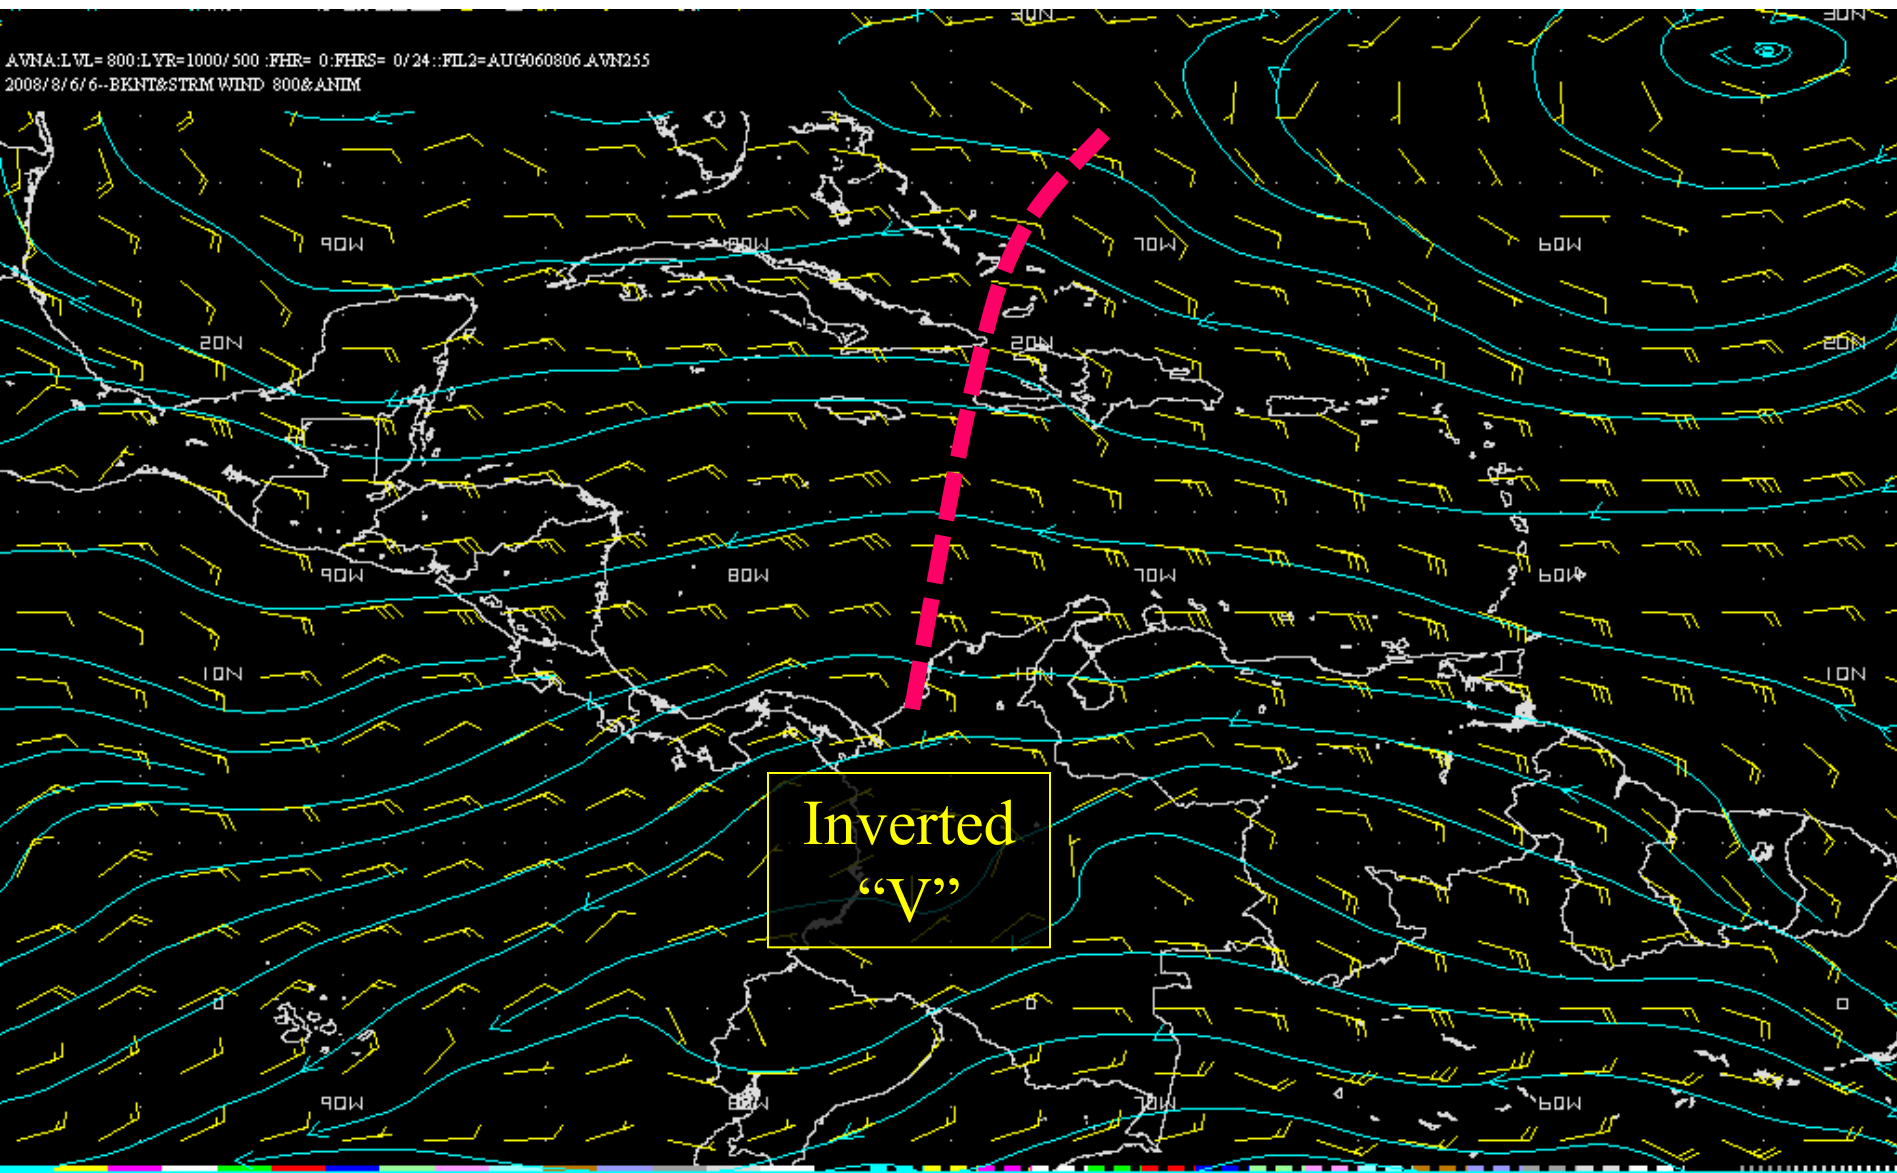 30N 30N
AVNA:LVL= 800:LYR=1000/ 500 :FHR= 0:FHRS= 0/ 24::FIL2=AUG060806.AVN255
2008/ 8/ 6/ 6--BKNT&STRM WIND 800&ANIM
90W 80W 70W 60W
20N 20N 20N
90W 80W 70W 60W
10N 10N 10N
Inverted
“V”
0 0 0
90W 80W 70W 60W